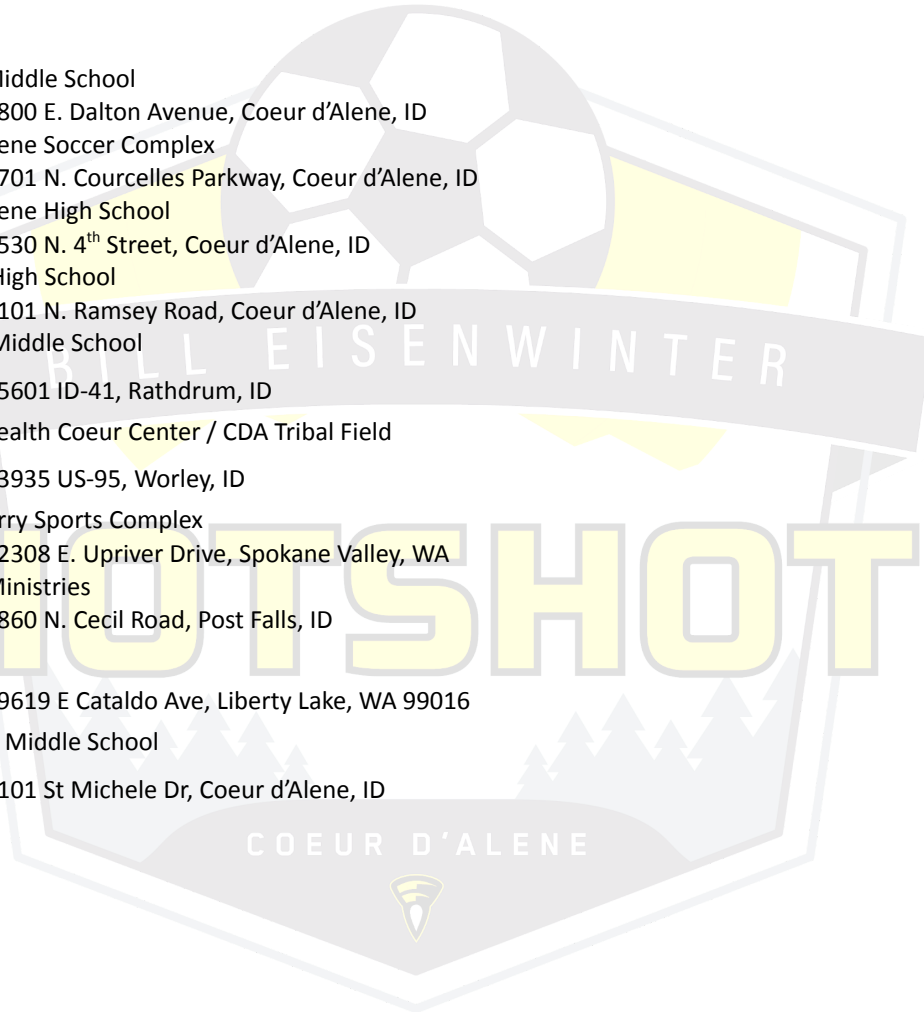 Middle School
800 E. Dalton Avenue, Coeur d’Alene, ID
ene Soccer Complex
701 N. Courcelles Parkway, Coeur d’Alene, ID
ene High School
530 N. 4th Street, Coeur d’Alene, ID
High School
101 N. Ramsey Road, Coeur d’Alene, ID
Middle School
BILL EISENWINTER
5601 ID-41, Rathdrum, ID
ealth Coeur Center / CDA Tribal Field
3935 US-95, Worley, ID
rry Sports Complex
2308 E. Upriver Drive, Spokane Valley, WA
HOTSHOT
Ministries
860 N. Cecil Road, Post Falls, ID
9619 E Cataldo Ave, Liberty Lake, WA 99016
Middle School
101 St Michele Dr, Coeur d’Alene, ID
COEUR D'ALENE